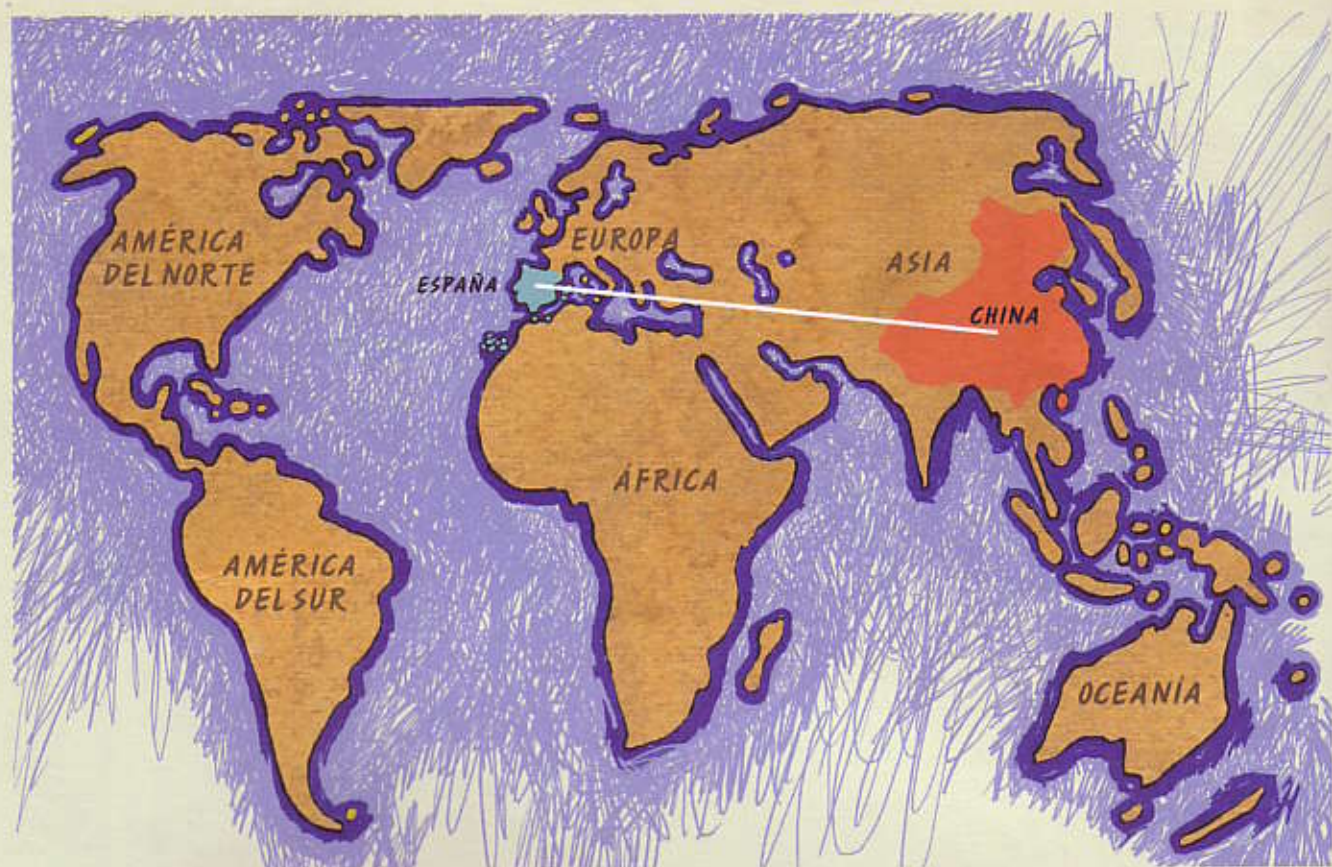 AMÉRICA
DEL NORTE
EUROPA
ASIA
ESPAÑA
CHINA
ÁFRICA
AMÉRICA
DEL SUR
OCEANÍA